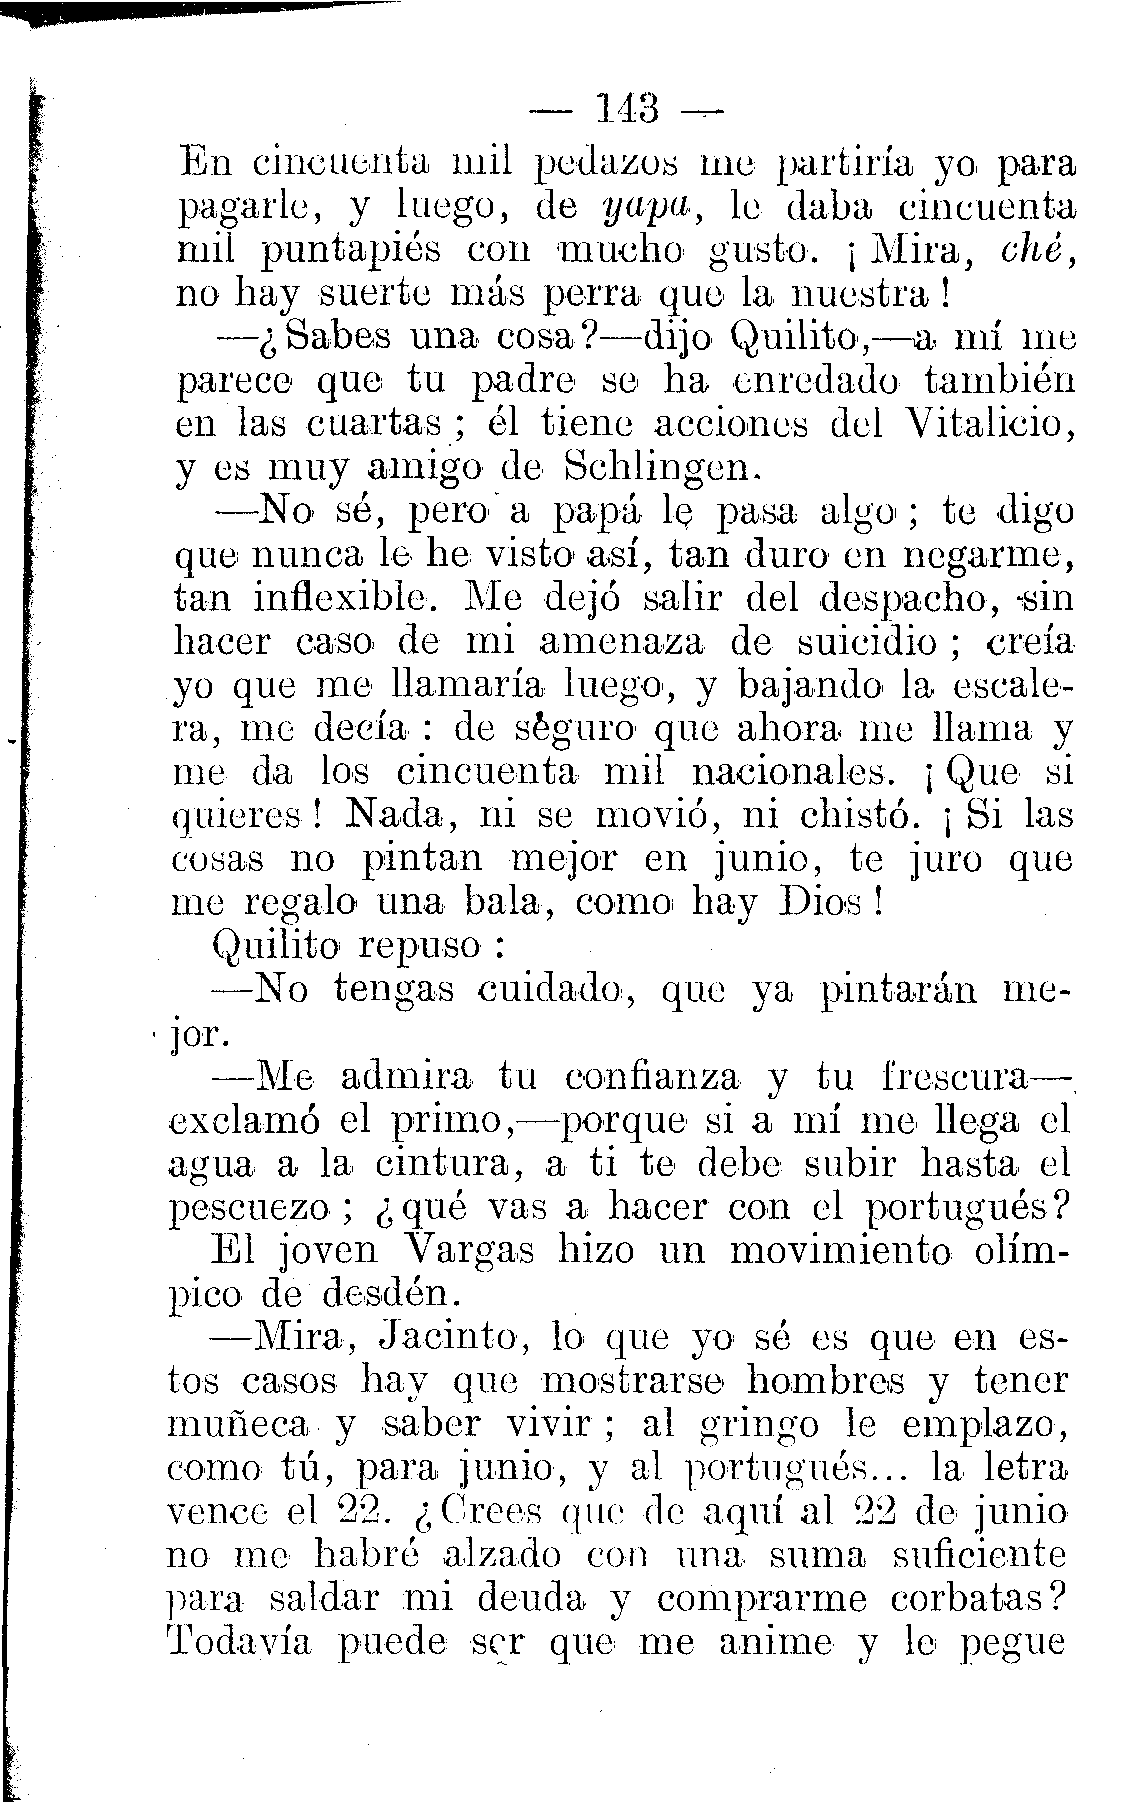 — 143 —
En cincuenta mil pedazos me partiría yo para
pagarle, y luego, de yapa, le daba cincuenta
mil puntapiés con mucho gusto. ¡ Mira, ché,
no hay suerte más perra que la nuestra !
—¿ Sabes una cosa?—dijo Quilito,—a mí me
parece que tu padre se ha enredado también
en las cuartas ; él tiene acciones del Vitalicio,
y es muy amigo de Schlingen.
—No sé, pero a papá le pasa algo ; te digo
que nunca le he visto así, tan duro en negarme,
tan inflexible. Me dejó salir del despacho, sin
hacer caso de mi amenaza de suicidio ; creía
yo que me llamaría luego, y bajando la escale-
ra, me decía : de seguro que ahora me llama y
me da los cincuenta mil nacionales. ¡ Que si
quieres ! Nada, ni se movió, ni chistó. ¡ Si las
cosas no pintan mejor en junio, te juro que
me regalo una bala, como hay Dios !
Quilito repuso :
—No tengas cuidado, que ya pintarán me-
jor.
—Me admira tu confianza y tu frescura—
exclamó el primo,—porque si a mí me llega el
agua a la cintura, a ti te debe subir hasta el
pescuezo ; ¿ qué vas a hacer con el portugués?
El joven Vargas hizo un movimiento olím-
pico de desdén.
—Mira, Jacinto, lo que yo sé es que en es-
tos casos hay que mostrarse hombres y tener
muñeca y saber vivir ; al gringo le emplazo,
como tú, para junio, y al portugués... la letra
vence el 22. ¿ Crees que de aquí al 22 de junio
no me habré alzado con una suma suficiente
para saldar mi deuda y comprarme corbatas?
Todavía puede ser que me anime y le pegue